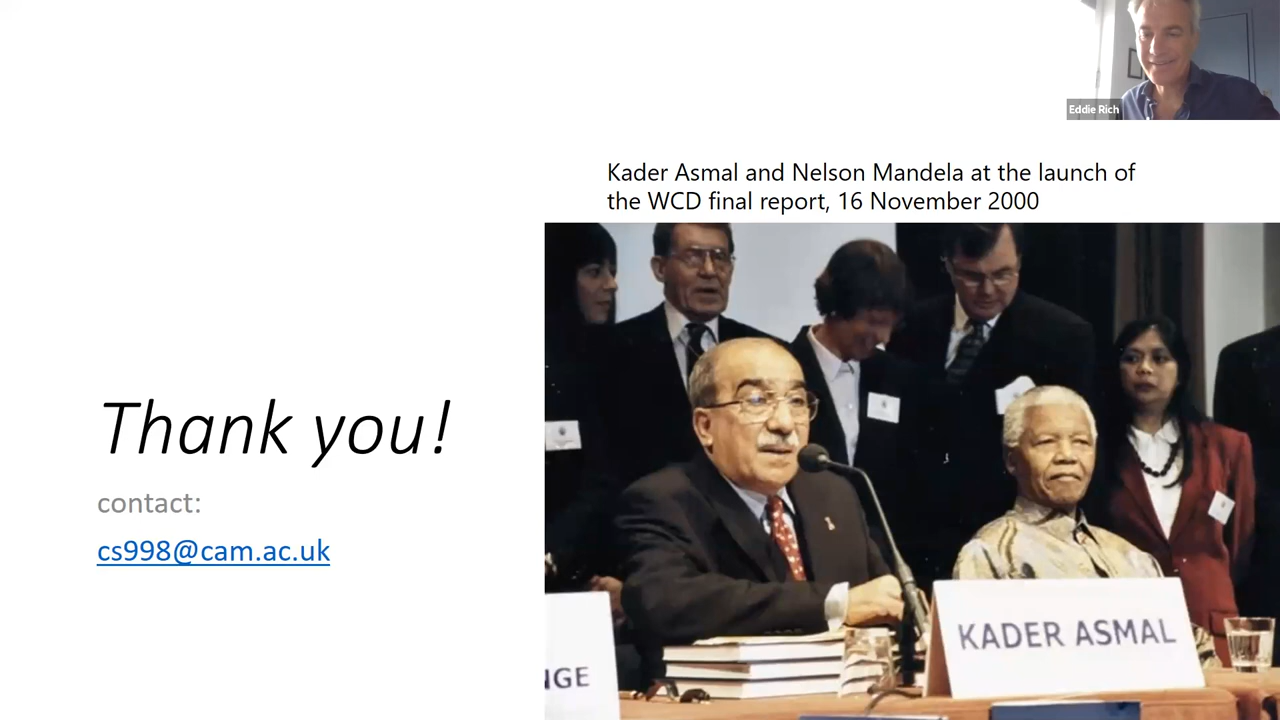 Eddie Rich
Kader Asmal and Nelson Mandela at the launch of
the WCD final report, 16 November 2000
Thank you!
contact:
cs998@cam.ac.uk
KADER ASMAL
NGE